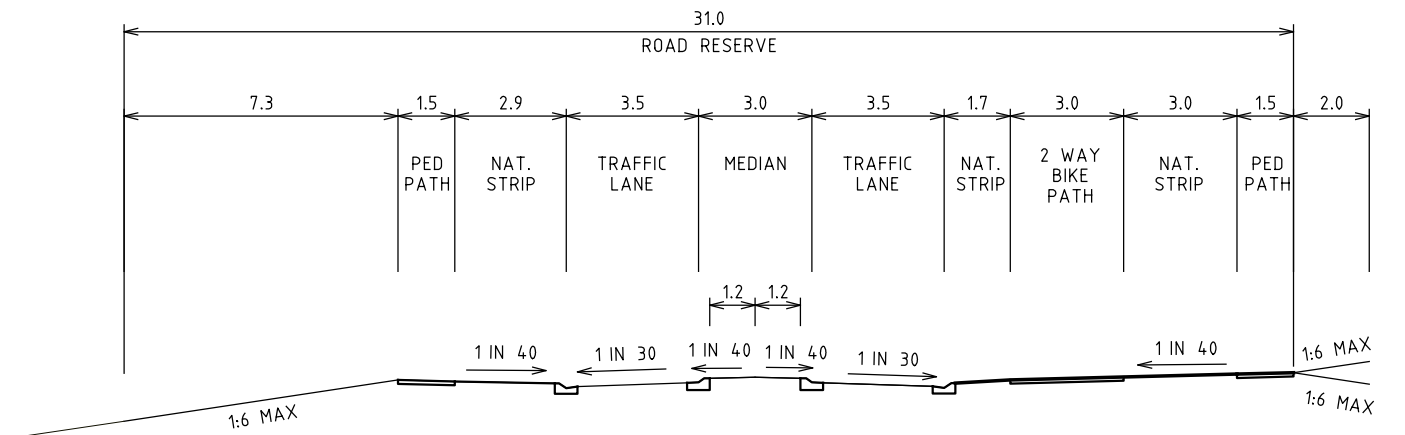 31.0
ROAD RESERVE
7.3
1.5
2.9
3.5
3.0
3.5
1.7
3.0
3.0
1.5
2.0
PED
PATH
NAT.
STRIP
TRAFFIC
LANE
MEDIAN
TRAFFIC
LANE
NAT.
STRIP
2 WAY
BIKE
PATH
NAT.
STRIP
PED
PATH
1.2
1.2
1 IN 40
1 IN 30
1 IN 40
1 IN 40
1 IN 30
1 IN 40
1:6 MAX
1:6 MAX
1:6 MAX